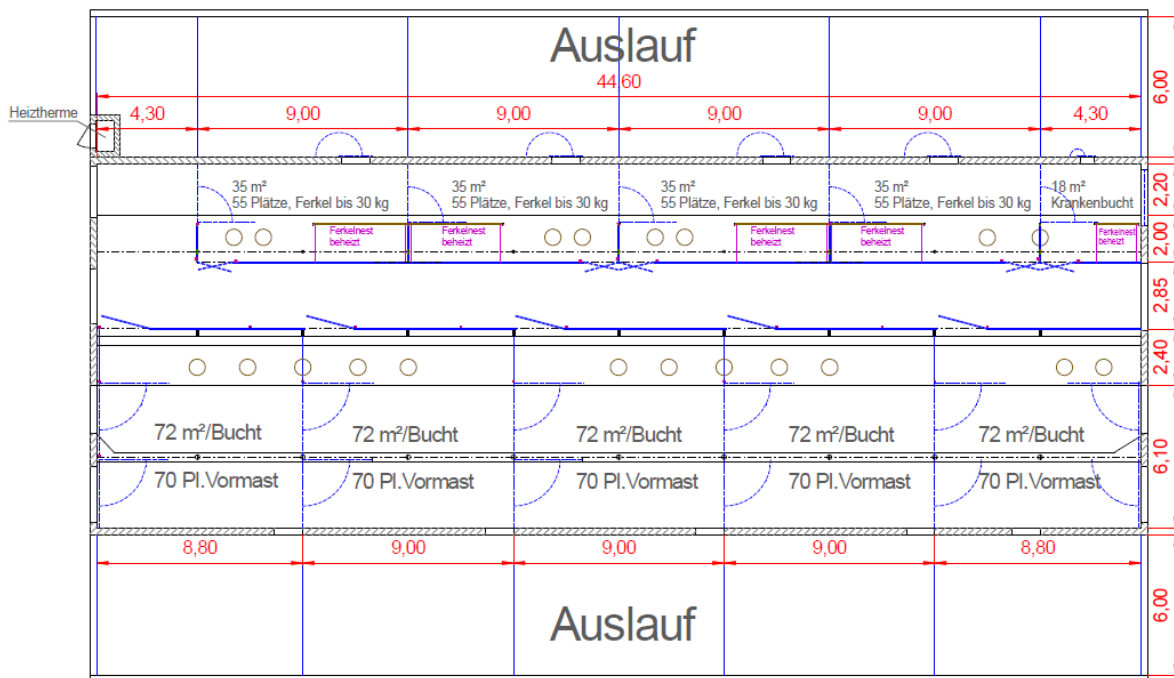 Auslauf
44,60
Heiztherme
4,30
9,00
9,00
9,00
9,00
4,30
6,00
35 m²
55 Plätze, Ferkel bis 30 kg
35 m²
55 Plätze, Ferkel bis 30 kg
35 m²
55 Plätze, Ferkel bis 30 kg
35 m²
55 Plätze, Ferkel bis 30 kg
18 m²
Krankenbucht
2,20
Ferkelnest
beheizt
Ferkelnest
beheizt
Ferkelnest
beheizt
Ferkelnest
beheizt
Ferkelnest
beheizt
2,00
2,85
2,40
72 m²/Bucht
72 m²/Bucht
72 m²/Bucht
72 m²/Bucht
72 m²/Bucht
6,10
70 Pl.Vormast
70 Pl.Vormast
70 Pl.Vormast
70 Pl.Vormast
70 Pl.Vormast
8,80
9,00
9,00
9,00
8,80
Auslauf
6,00